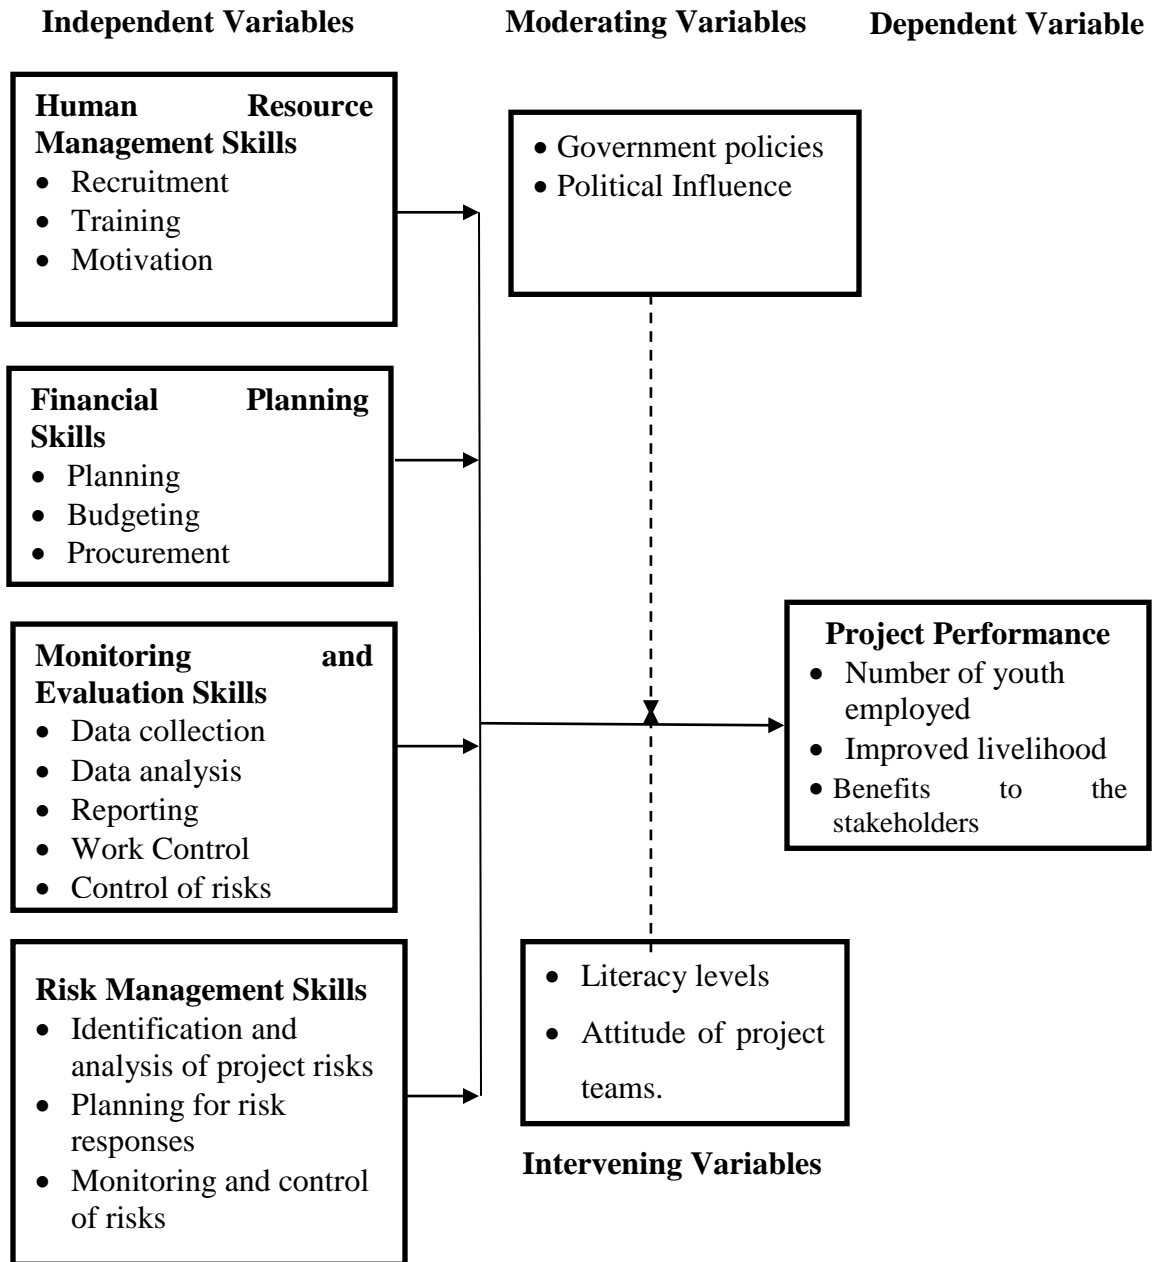 Independent Variables
Moderating Variables
Dependent Variable
Human Resource
Management Skills
• Recruitment
• Training
• Motivation
• Government policies
• Political Influence
Financial Planning
Skills
• Planning
• Budgeting
• Procurement
Monitoring and
Evaluation Skills
• Data collection
• Data analysis
• Reporting
• Work Control
• Control of risks
Project Performance
• Number of youth
employed
• Improved livelihood
• Benefits to the
stakeholders
Risk Management Skills
• Identification and
analysis of project risks
• Planning for risk
responses
• Monitoring and control
of risks
• Literacy levels
• Attitude of project
teams.
Intervening Variables